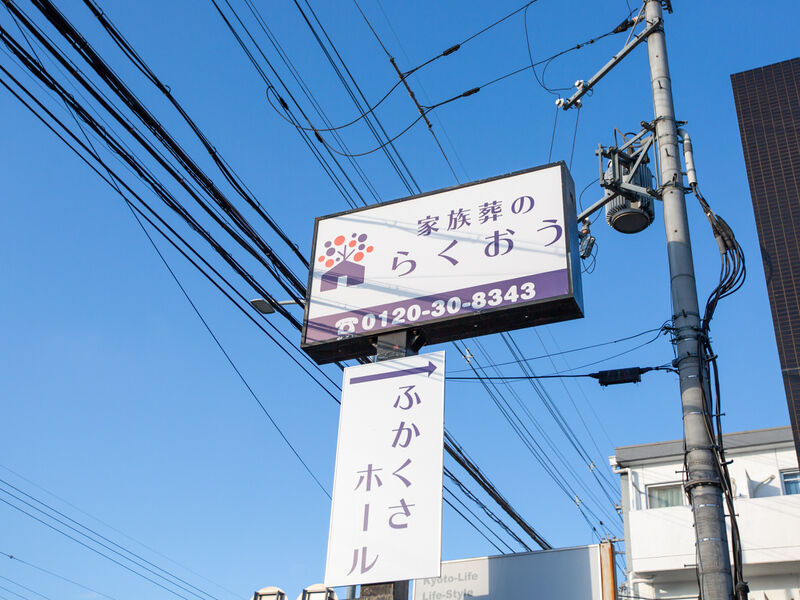 家族葬の
らくおう
☎0120-30-8343
→
ふかくさ
ホール
Kyoto-Life
Life-Style